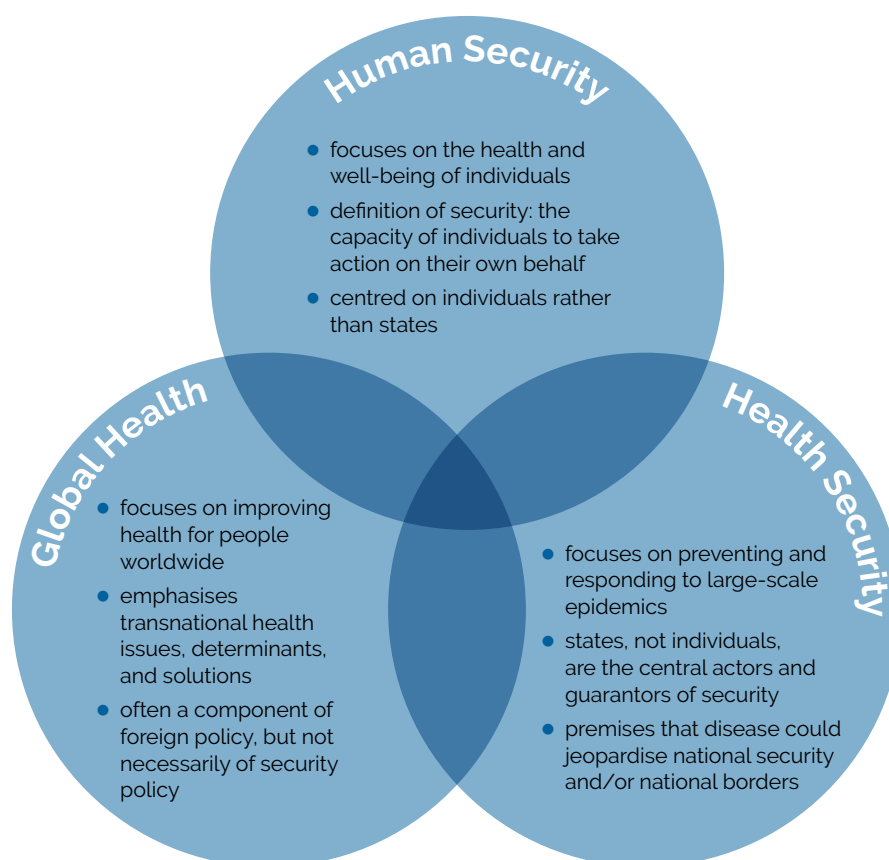 Human Security
focuses on the health and
well-being of individuals
definition of security: the
capacity of individuals to take
action on their own behalf
centred on individuals rather
than states
Global Health
focuses on improving
health for people
worldwide
emphasises
transnational health
issues, determinants,
and solutions
often a component of
foreign policy, but not
necessarily of security
policy
Health Security
focuses on preventing and
responding to large-scale
epidemics
states, not individuals,
are the central actors and
guarantors of security
premises that disease could
jeopardise national security
and/or national borders